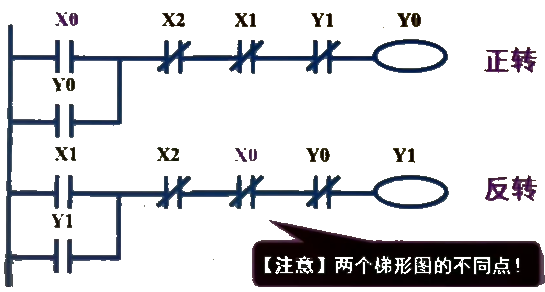 X0 X2 X1 Y1 Y0
正转
Y0
X1 X2 X0 Y0 Y1
反转
Y1
【注意】两个梯形图的不同点！